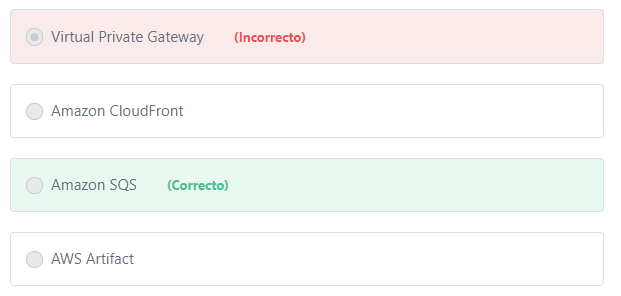 Virtual Private Gateway (Incorrecto)
Amazon CloudFront
Amazon SQS (Correcto)
AWS Artifact